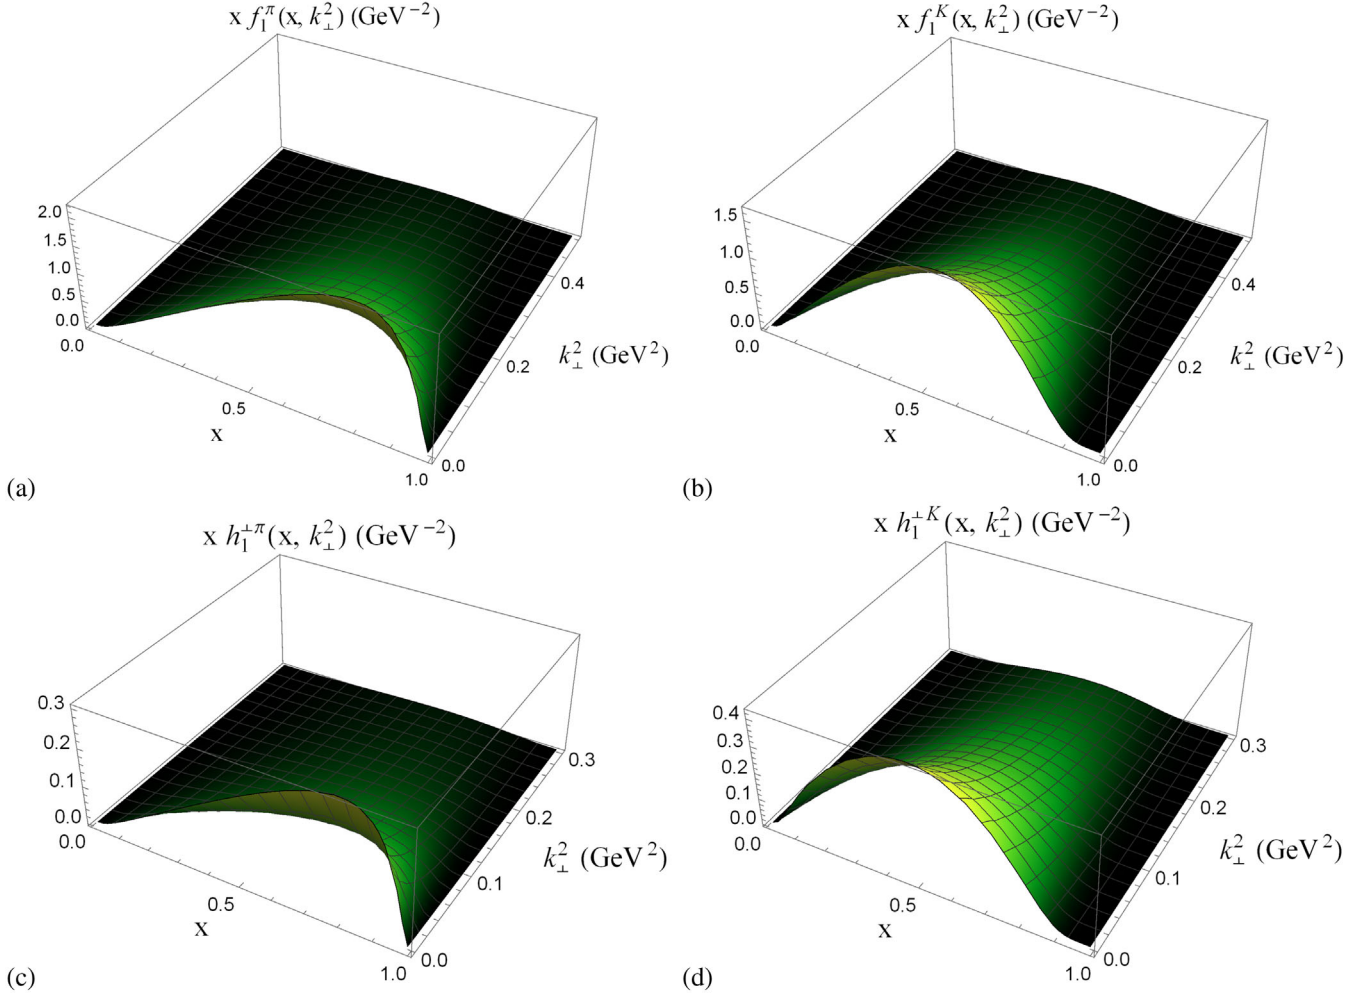 x f₁^π(x, k⊥²) (GeV⁻²)
2.0
1.5
1.0
0.5
0.0
0.0
0.5
1.0
x
0.0
0.2
0.4
k⊥² (GeV²)
(a)
x f₁^K(x, k⊥²) (GeV⁻²)
1.5
1.0
0.5
0.0
0.0
0.5
1.0
x
0.0
0.2
0.4
k⊥² (GeV²)
(b)
x h₁^⊥π(x, k⊥²) (GeV⁻²)
0.3
0.2
0.1
0.0
0.0
0.5
1.0
x
0.0
0.1
0.2
0.3
k⊥² (GeV²)
(c)
x h₁^⊥K(x, k⊥²) (GeV⁻²)
0.4
0.3
0.2
0.1
0.0
0.0
0.5
1.0
x
0.0
0.1
0.2
0.3
k⊥² (GeV²)
(d)